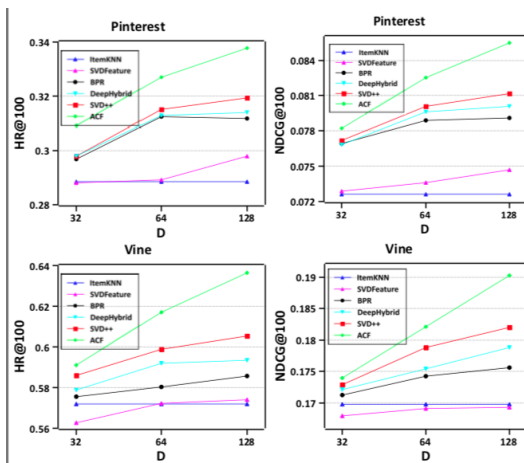 Pinterest
HR@100
0.34
0.32
0.3
0.28
ItemKNN
SVDFeature
BPR
DeepHybrid
SVD++
ACF
32
64
128
D
Pinterest
NDCG@100
0.084
0.081
0.078
0.075
0.072
ItemKNN
SVDFeature
BPR
DeepHybrid
SVD++
ACF
32
64
128
D
Vine
HR@100
0.64
0.62
0.6
0.58
0.56
ItemKNN
SVDFeature
BPR
DeepHybrid
SVD++
ACF
32
64
128
D
Vine
NDCG@100
0.19
0.185
0.18
0.175
0.17
ItemKNN
SVDFeature
BPR
DeepHybrid
SVD++
ACF
32
64
128
D